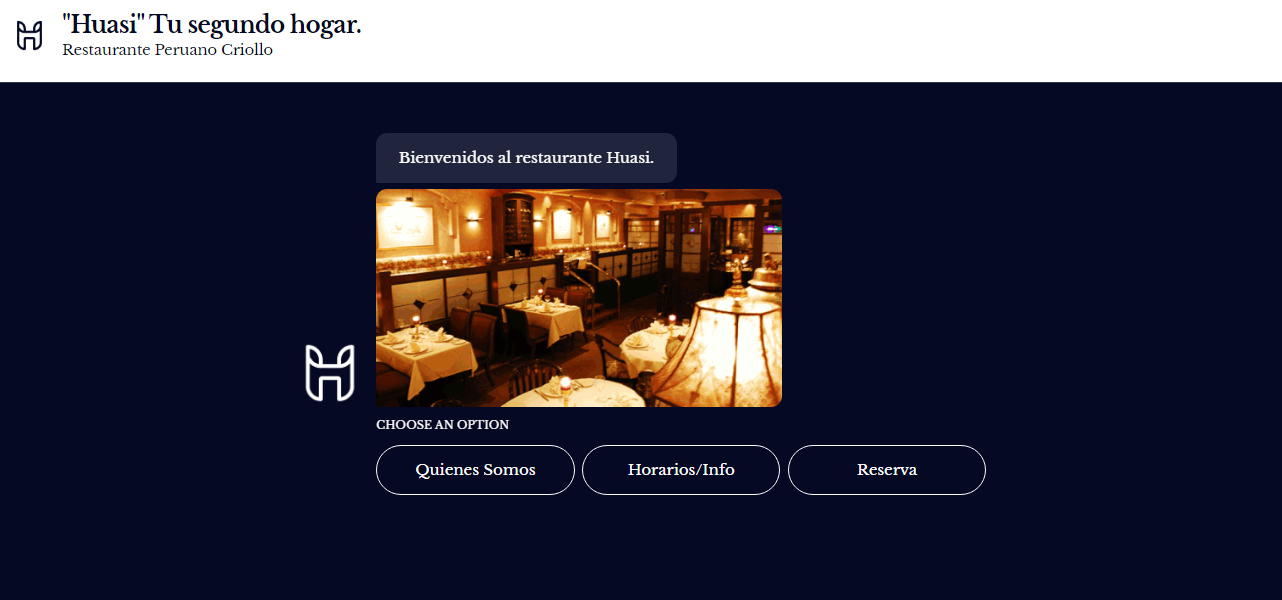 "Huasi" Tu segundo hogar.
Restaurante Peruano Criollo
Bienvenidos al restaurante Huasi.
CHOOSE AN OPTION
Quienes Somos
Horarios/Info
Reserva